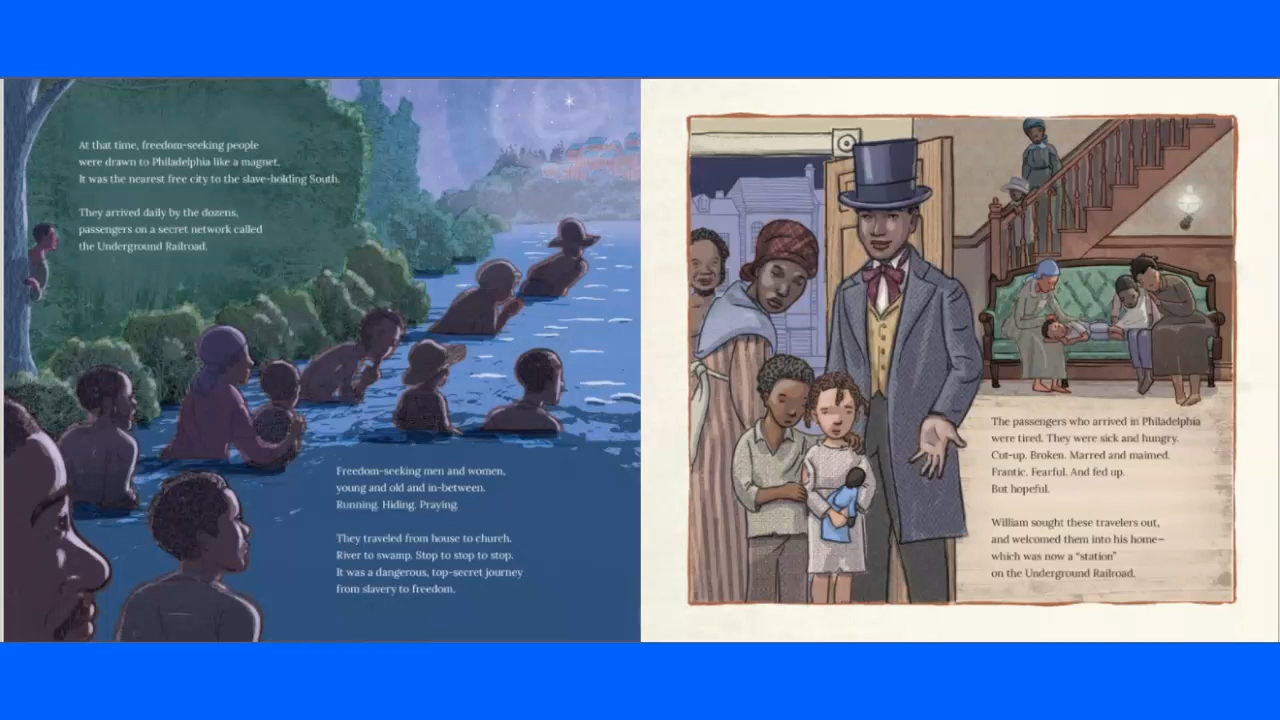 At that time, freedom-seeking people
were drawn to Philadelphia like a magnet.
It was the nearest free city to the slave-holding South.
They arrived daily by the dozens,
passengers on a secret network called
the Underground Railroad.
Freedom-seeking men and women,
young and old and in-between.
Running. Hiding. Praying.
They traveled from house to church.
River to swamp. Stop to stop to stop.
It was a dangerous, top-secret journey
from slavery to freedom.
The passengers who arrived in Philadelphia
were tired. They were sick and hungry.
Cut-up. Broken. Marred and maimed.
Frantic. Fearful. And fed up.
But hopeful.
William sought these travelers out,
and welcomed them into his home—
which was now a “station”
on the Underground Railroad.